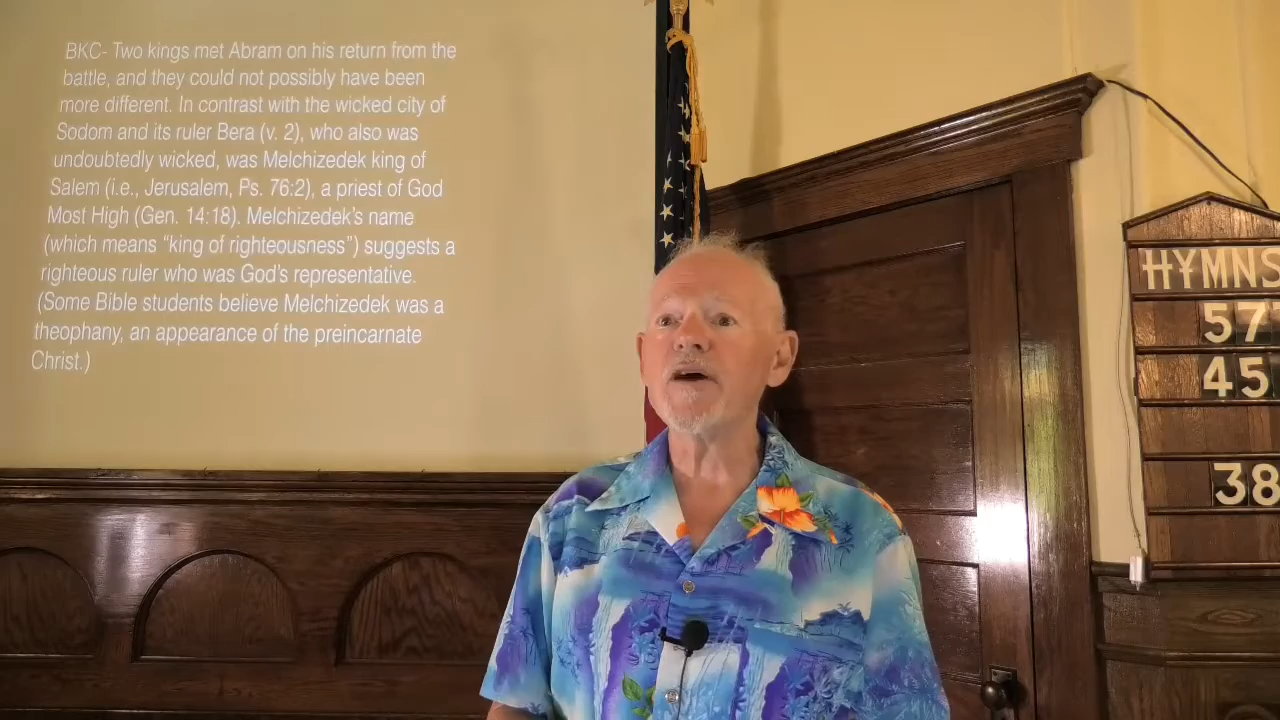 BKC- Two kings met Abram on his return from the
battle, and they could not possibly have been
more different. In contrast with the wicked city of
Sodom and its ruler Bera (v. 2), who also was
undoubtedly wicked, was Melchizedek king of
Salem (i.e., Jerusalem, Ps. 76:2), a priest of God
Most High (Gen. 14:18). Melchizedek's name
(which means “king of righteousness”) suggests a
righteous ruler who was God's representative.
(Some Bible students believe Melchizedek was a
theophany, an appearance of the preincarnate
Christ.)
HYMNS
57
45
38